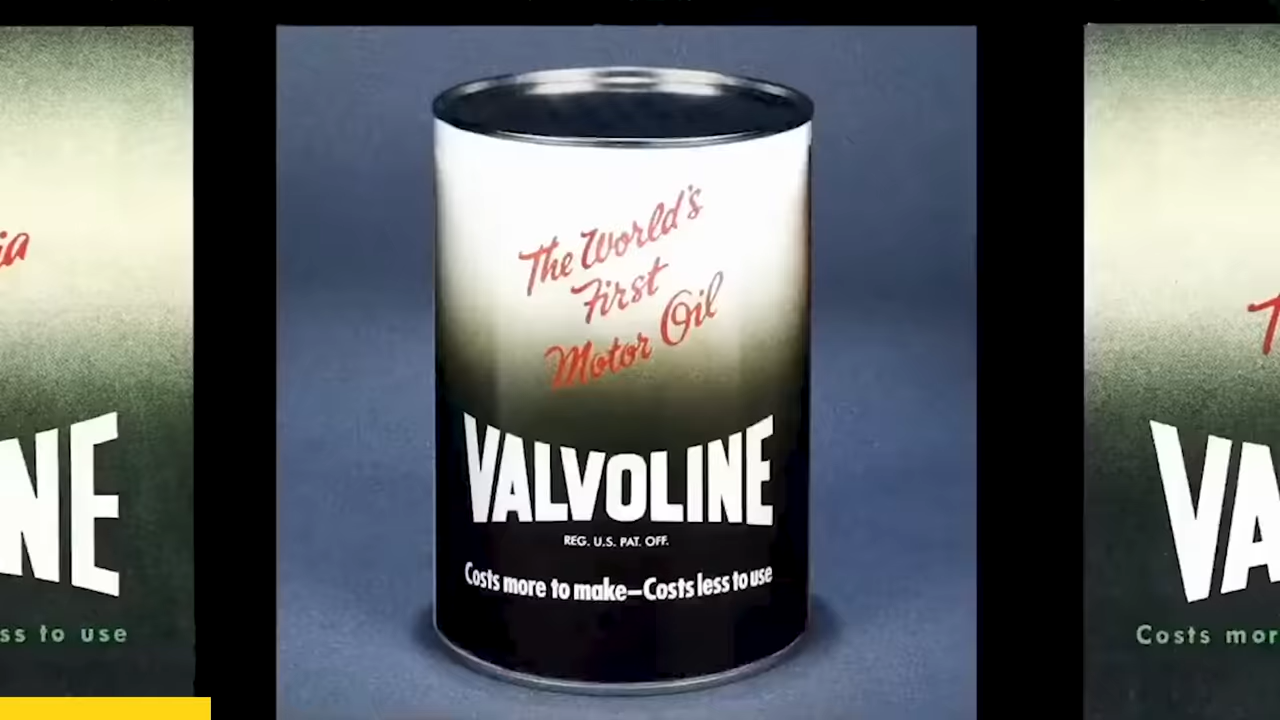 The World's
First
Motor Oil
VALVOLINE
REG. U.S. PAT. OFF.
Costs more to make–Costs less to use
NE
ss to use
VA
Costs mor